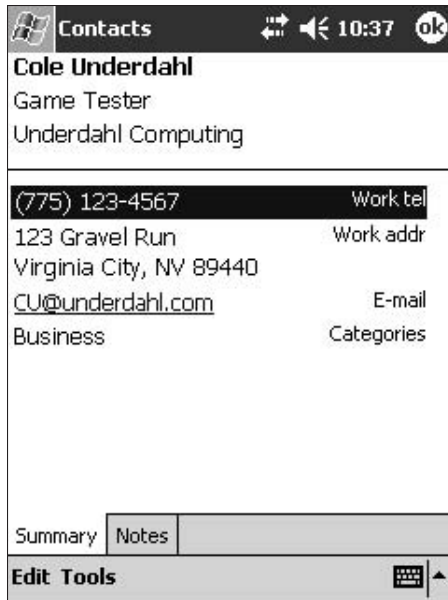 Contacts 10:37 ok
Cole Underdahl
Game Tester
Underdahl Computing
(775) 123-4567 Work tel
123 Gravel Run Work addr
Virginia City, NV 89440
CU@underdahl.com E-mail
Business Categories
Summary Notes
Edit Tools